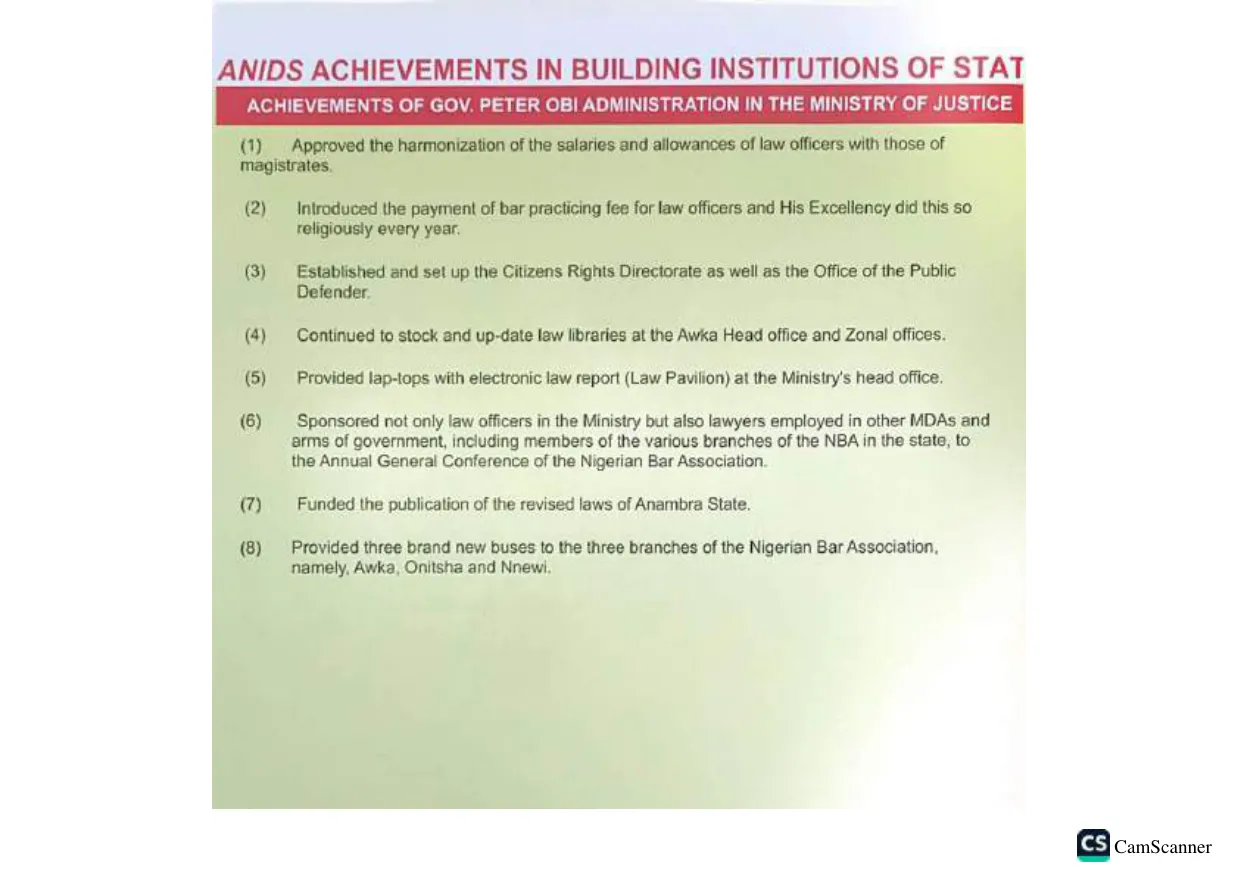 ANIDS ACHIEVEMENTS IN BUILDING INSTITUTIONS OF STAT
ACHIEVEMENTS OF GOV. PETER OBI ADMINISTRATION IN THE MINISTRY OF JUSTICE
(1) Approved the harmonization of the salaries and allowances of law officers with those of
magistrates.
(2) Introduced the payment of bar practicing fee for law officers and His Excellency did this so
religiously every year.
(3) Established and set up the Citizens Rights Directorate as well as the Office of the Public
Defender.
(4) Continued to stock and up-date law libraries at the Awka Head office and Zonal offices.
(5) Provided lap-tops with electronic law report (Law Pavilion) at the Ministry's head office.
(6) Sponsored not only law officers in the Ministry but also lawyers employed in other MDAs and
arms of government, including members of the various branches of the NBA in the state, to
the Annual General Conference of the Nigerian Bar Association.
(7) Funded the publication of the revised laws of Anambra State.
(8) Provided three brand new buses to the three branches of the Nigerian Bar Association,
namely, Awka, Onitsha and Nnewi.
CS CamScanner